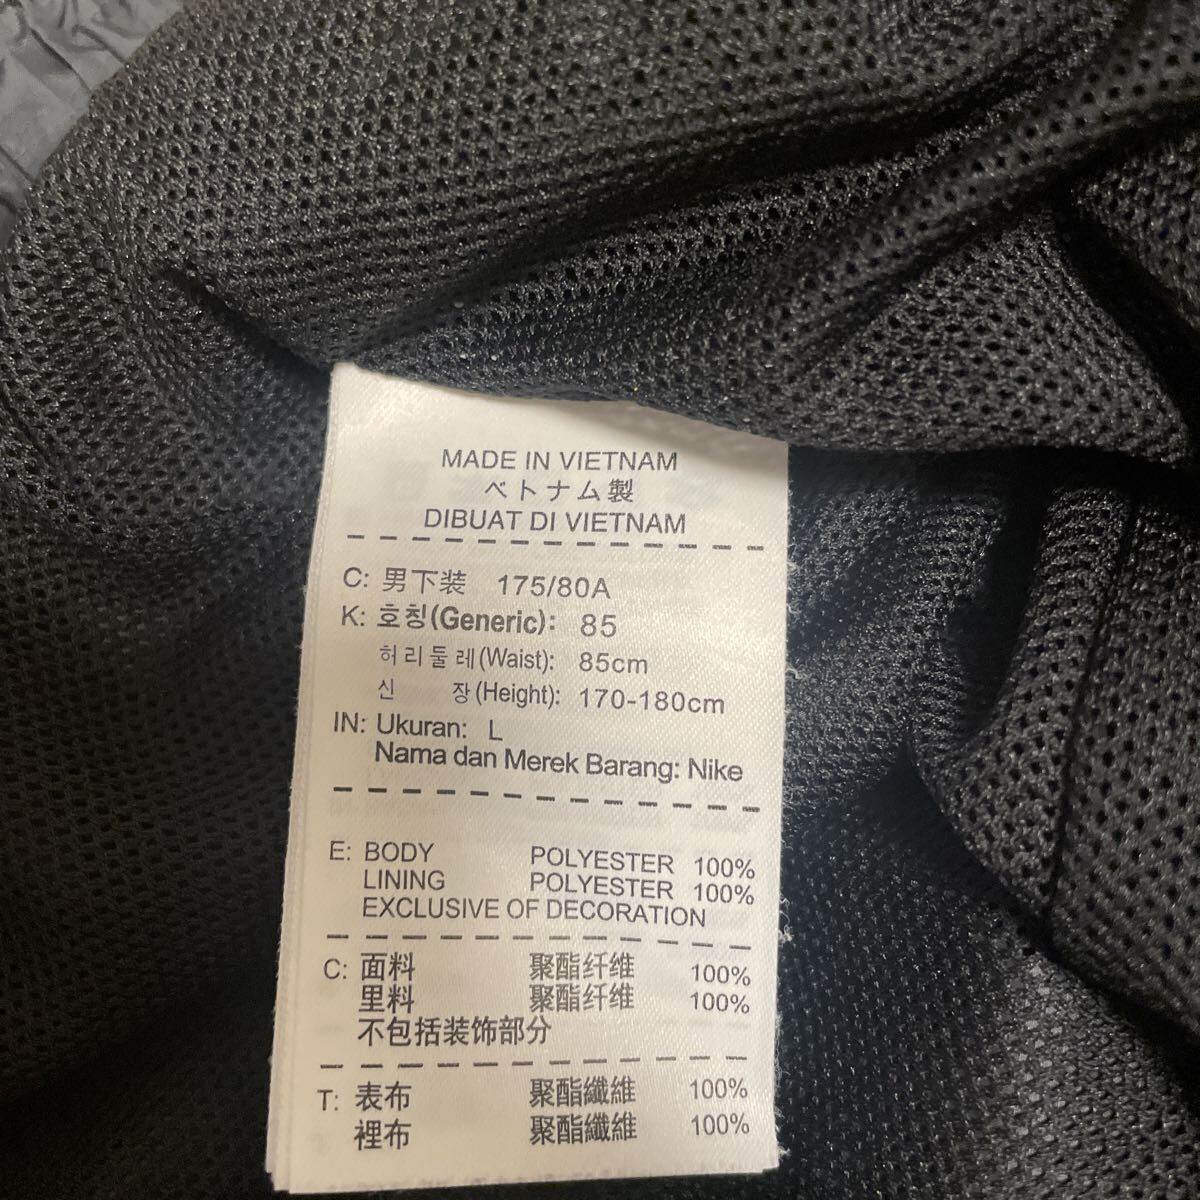 MADE IN VIETNAM
ベトナム製
DIBUAT DI VIETNAM
C: 男下装 175/80A
K: 호칭(Generic): 85
허리둘레(Waist): 85cm
신 장(Height): 170-180cm
IN: Ukuran: L
Nama dan Merek Barang: Nike
E: BODY POLYESTER 100%
LINING POLYESTER 100%
EXCLUSIVE OF DECORATION
C: 面料 聚酯纤维 100%
里料 聚酯纤维 100%
不包括装饰部分
T: 表布 聚酯纖維 100%
裡布 聚酯纖維 100%